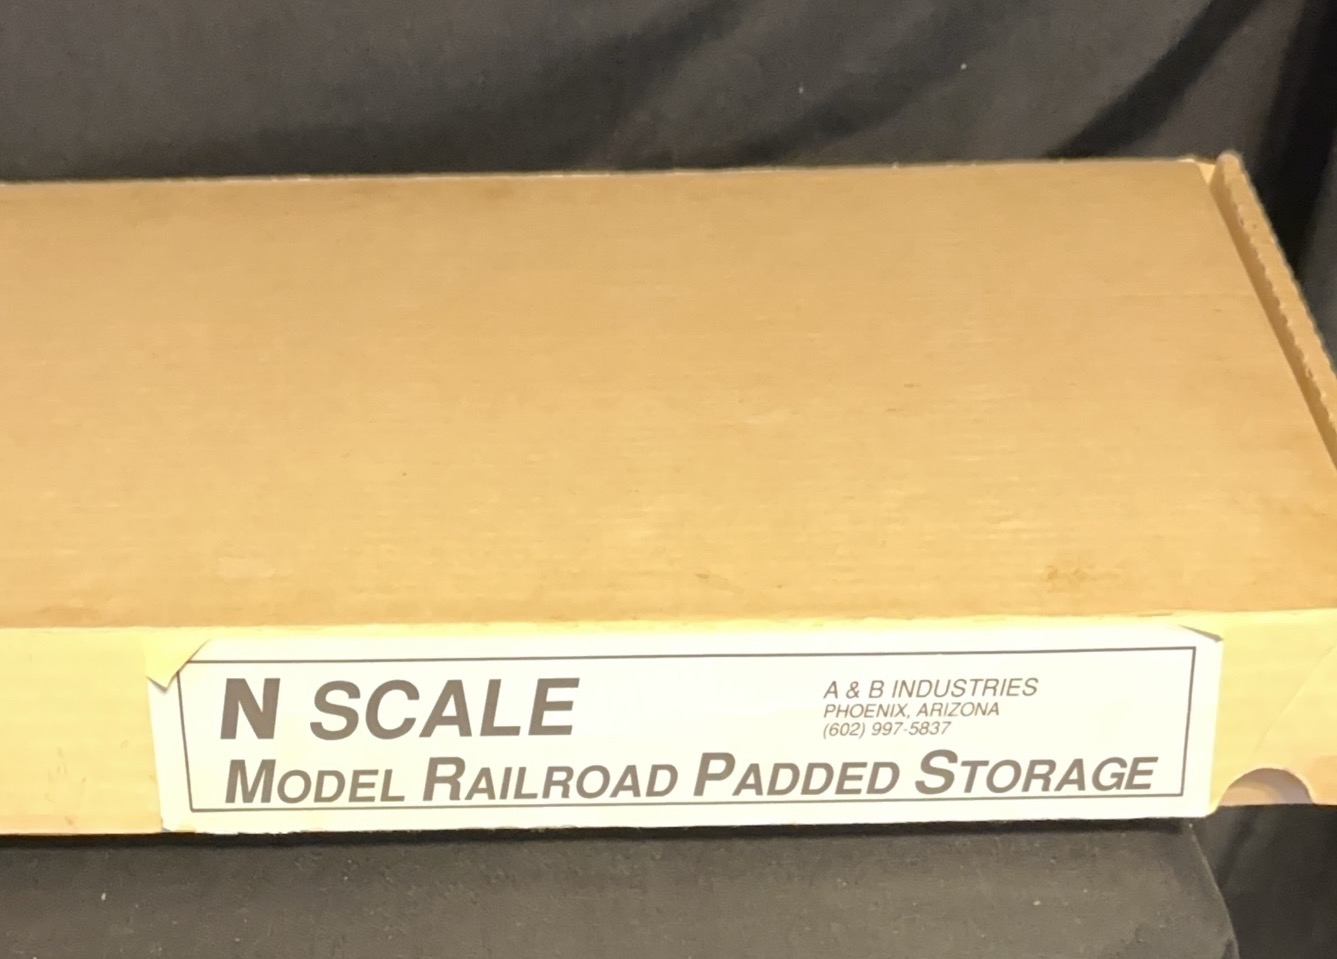 N SCALE
A & B INDUSTRIES
PHOENIX, ARIZONA
(602) 997-5837
MODEL RAILROAD PADDED STORAGE